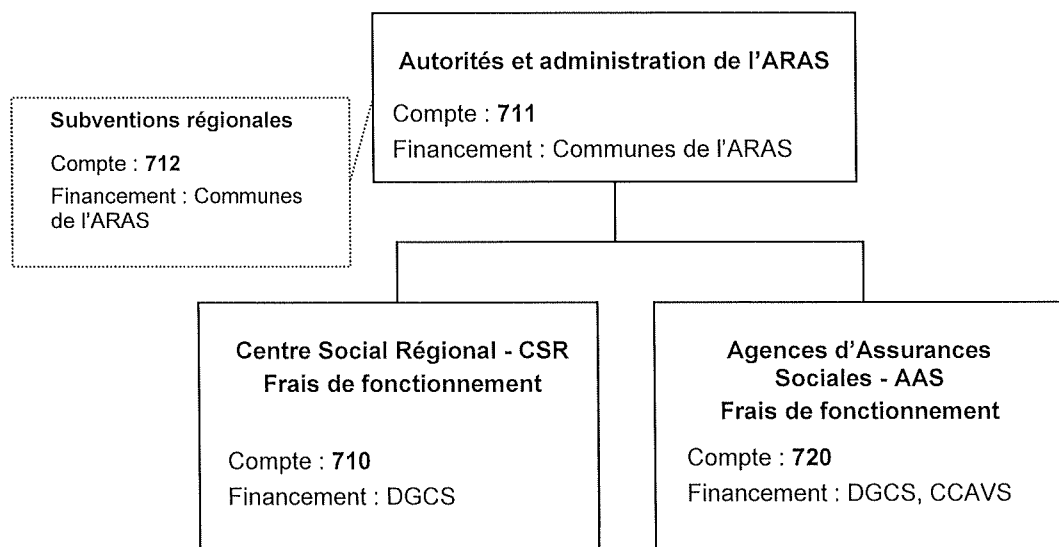 Autorités et administration de l'ARAS
Compte : 711
Financement : Communes de l'ARAS
Subventions régionales
Compte : 712
Financement : Communes
de l'ARAS
Centre Social Régional - CSR
Frais de fonctionnement
Compte : 710
Financement : DGCS
Agences d'Assurances
Sociales - AAS
Frais de fonctionnement
Compte : 720
Financement : DGCS, CCAVS